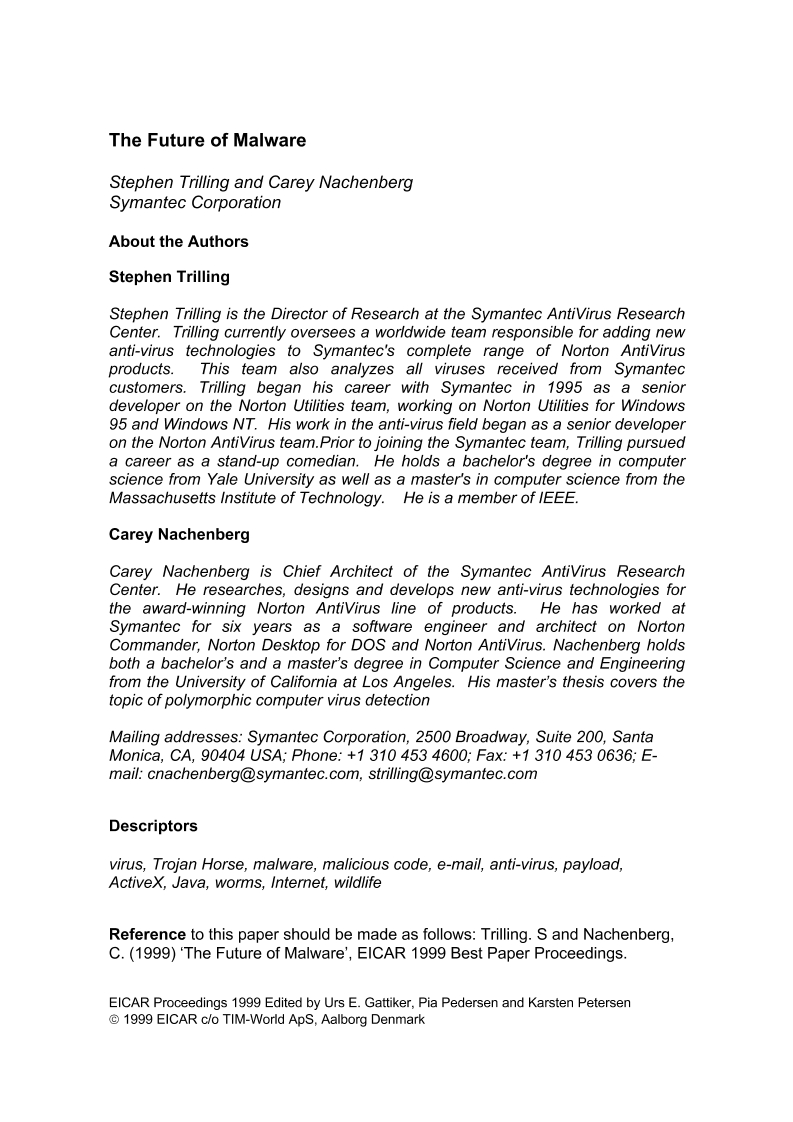 The Future of Malware
Stephen Trilling and Carey Nachenberg
Symantec Corporation
About the Authors
Stephen Trilling
Stephen Trilling is the Director of Research at the Symantec AntiVirus Research
Center. Trilling currently oversees a worldwide team responsible for adding new
anti-virus technologies to Symantec's complete range of Norton AntiVirus
products. This team also analyzes all viruses received from Symantec
customers. Trilling began his career with Symantec in 1995 as a senior
developer on the Norton Utilities team, working on Norton Utilities for Windows
95 and Windows NT. His work in the anti-virus field began as a senior developer
on the Norton AntiVirus team.Prior to joining the Symantec team, Trilling pursued
a career as a stand-up comedian. He holds a bachelor's degree in computer
science from Yale University as well as a master's in computer science from the
Massachusetts Institute of Technology. He is a member of IEEE.
Carey Nachenberg
Carey Nachenberg is Chief Architect of the Symantec AntiVirus Research
Center. He researches, designs and develops new anti-virus technologies for
the award-winning Norton AntiVirus line of products. He has worked at
Symantec for six years as a software engineer and architect on Norton
Commander, Norton Desktop for DOS and Norton AntiVirus. Nachenberg holds
both a bachelor’s and a master’s degree in Computer Science and Engineering
from the University of California at Los Angeles. His master’s thesis covers the
topic of polymorphic computer virus detection
Mailing addresses: Symantec Corporation, 2500 Broadway, Suite 200, Santa
Monica, CA, 90404 USA; Phone: +1 310 453 4600; Fax: +1 310 453 0636; E-
mail: cnachenberg@symantec.com, strilling@symantec.com
Descriptors
virus, Trojan Horse, malware, malicious code, e-mail, anti-virus, payload,
ActiveX, Java, worms, Internet, wildlife
Reference to this paper should be made as follows: Trilling. S and Nachenberg,
C. (1999) ‘The Future of Malware’, EICAR 1999 Best Paper Proceedings.
EICAR Proceedings 1999 Edited by Urs E. Gattiker, Pia Pedersen and Karsten Petersen
© 1999 EICAR c/o TIM-World ApS, Aalborg Denmark